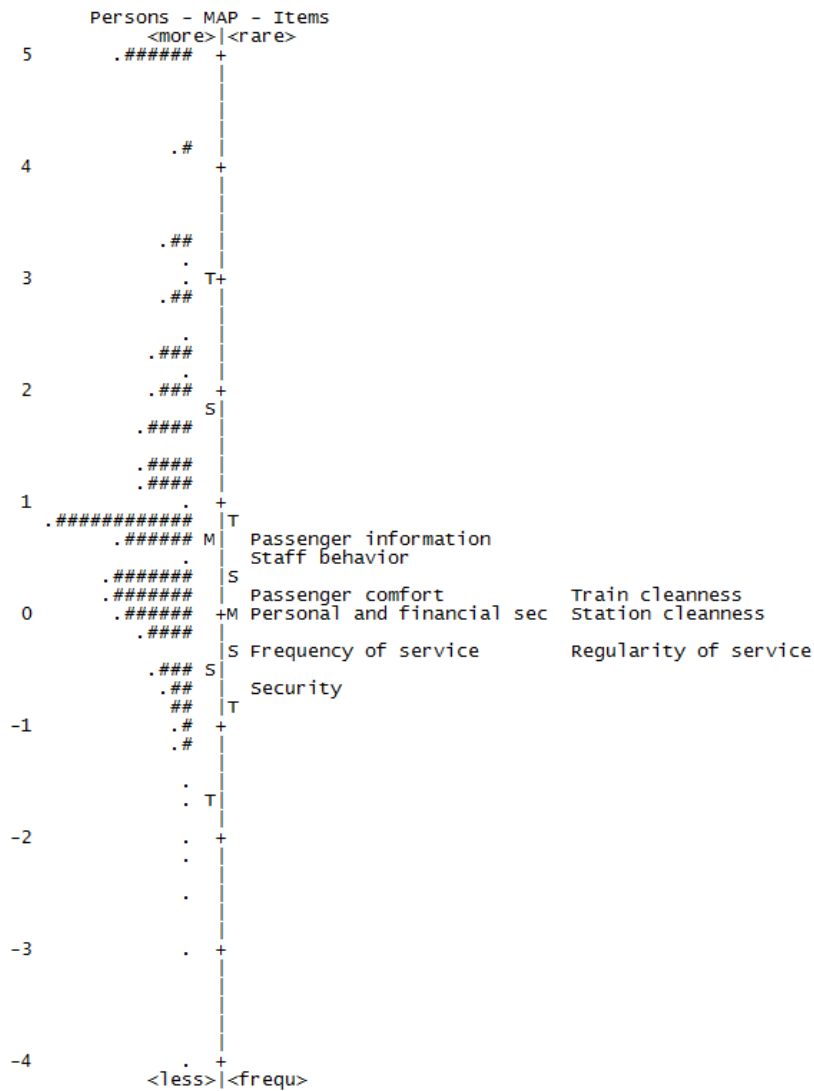 Persons - MAP - Items
<more>|<rare>
5 .###### +
|
|
|
|
.# |
4 +
|
|
|
.## |
. |
3 . T+
.## |
|
. |
.### |
. |
2 .### +
S|
.#### |
|
.#### |
.#### |
1 . +
.############ |T
.###### M| Passenger information
. | Staff behavior
.####### |S
.####### | Passenger comfort Train cleanness
0 .###### +M Personal and financial sec Station cleanness
.#### |
|S Frequency of service Regularity of service
.### S|
.## | Security
## |T
-1 .# +
.# |
|
. |
. T|
|
-2 . +
. |
|
. |
|
|
-3 . +
|
|
|
|
|
-4 . +
<less>|<frequ>